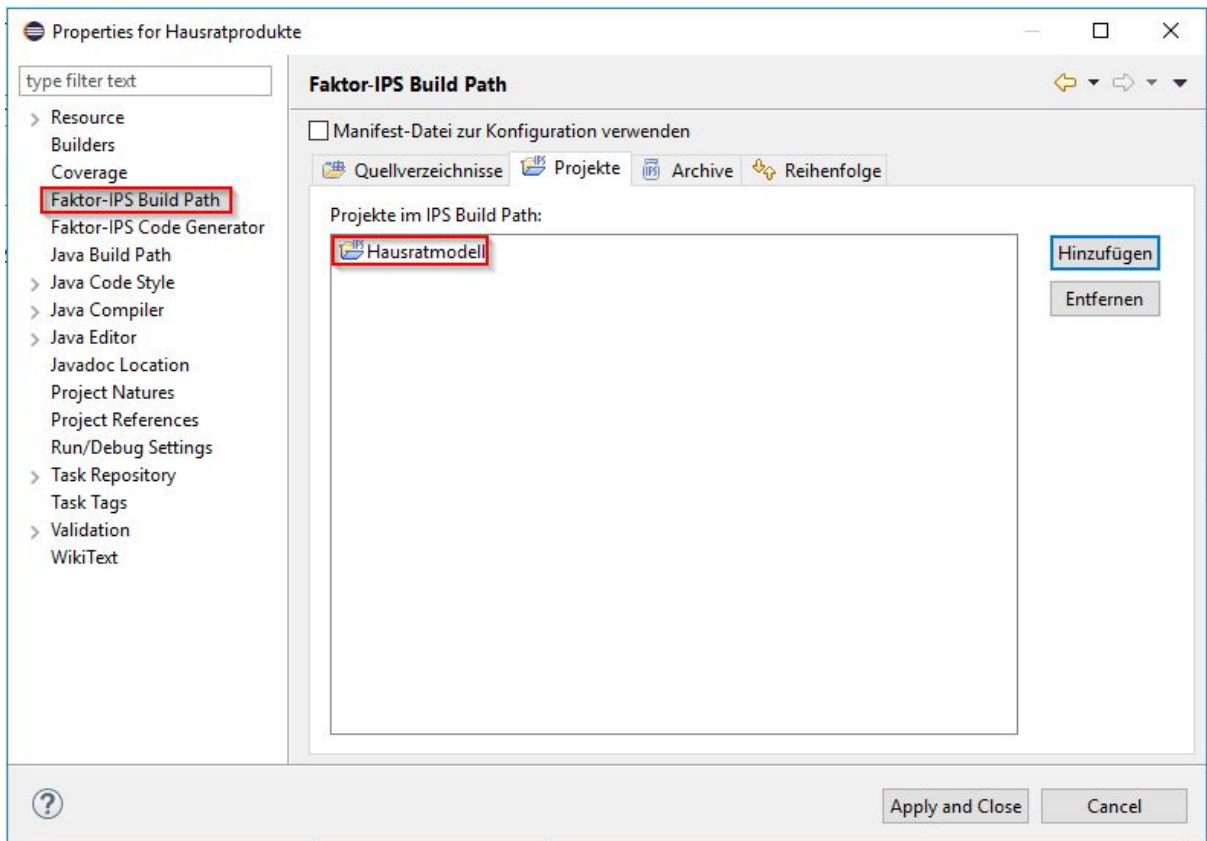 Properties for Hausratprodukte
type filter text
Resource
Builders
Coverage
Faktor-IPS Build Path
Faktor-IPS Code Generator
Java Build Path
Java Code Style
Java Compiler
Java Editor
Javadoc Location
Project Natures
Project References
Run/Debug Settings
Task Repository
Task Tags
Validation
WikiText
Faktor-IPS Build Path
Manifest-Datei zur Konfiguration verwenden
Quellverzeichnisse Projekte Archive Reihenfolge
Projekte im IPS Build Path:
Hausratmodell
Hinzufügen
Entfernen
Apply and Close Cancel